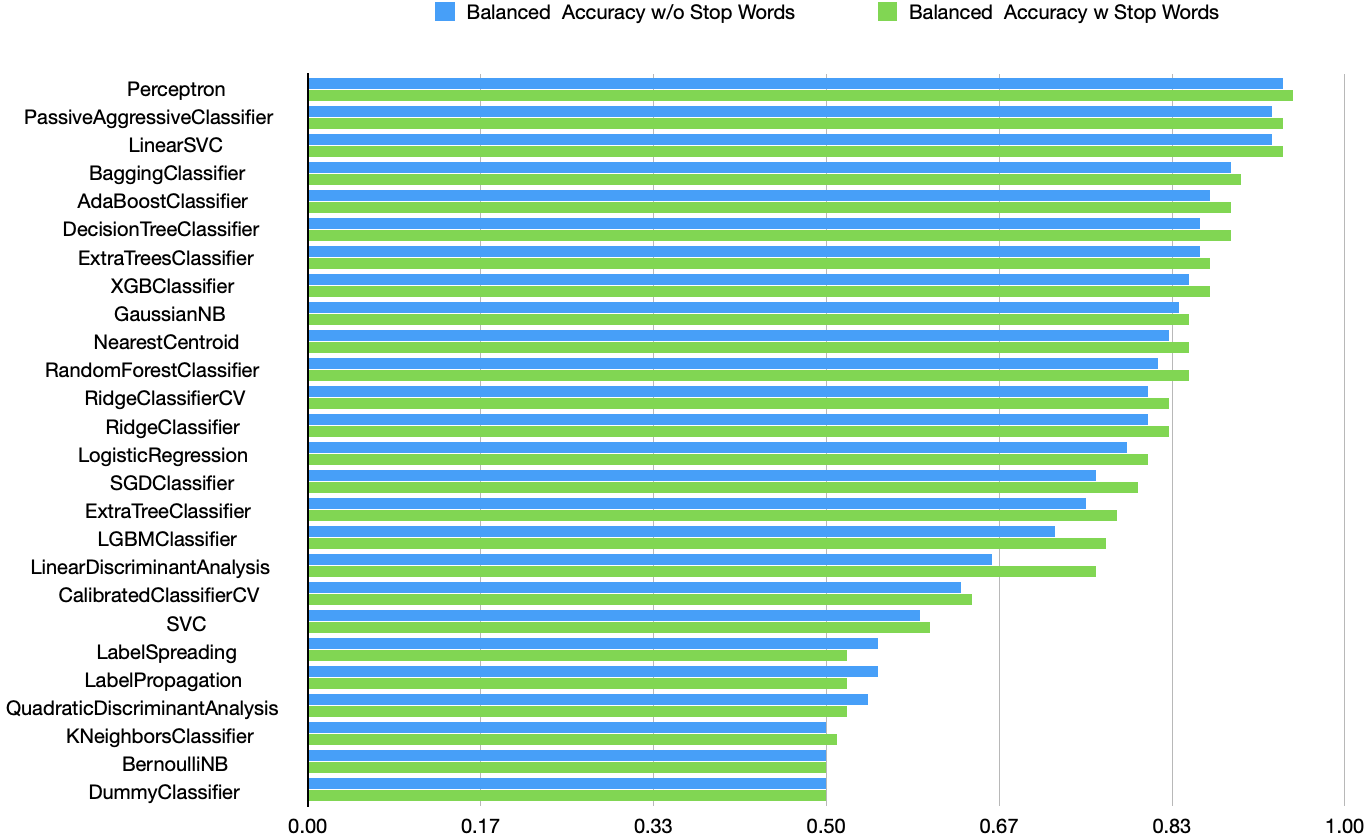 Balanced  Accuracy w/o Stop Words
Balanced  Accuracy w Stop Words
Perceptron
PassiveAggressiveClassifier
LinearSVC
BaggingClassifier
AdaBoostClassifier
DecisionTreeClassifier
ExtraTreesClassifier
XGBClassifier
GaussianNB
NearestCentroid
RandomForestClassifier
RidgeClassifierCV
RidgeClassifier
LogisticRegression
SGDClassifier
ExtraTreeClassifier
LGBMClassifier
LinearDiscriminantAnalysis
CalibratedClassifierCV
SVC
LabelSpreading
LabelPropagation
QuadraticDiscriminantAnalysis
KNeighborsClassifier
BernoulliNB
DummyClassifier
0.00 0.17 0.33 0.50 0.67 0.83 1.00